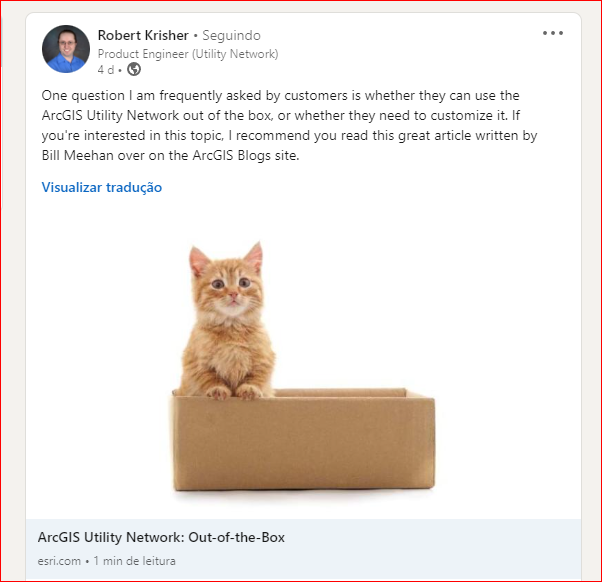 Robert Krisher • Seguindo
Product Engineer (Utility Network)
4 d •
One question I am frequently asked by customers is whether they can use the
ArcGIS Utility Network out of the box, or whether they need to customize it. If
you're interested in this topic, I recommend you read this great article written by
Bill Meehan over on the ArcGIS Blogs site.
Visualizar tradução
ArcGIS Utility Network: Out-of-the-Box
esri.com • 1 min de leitura